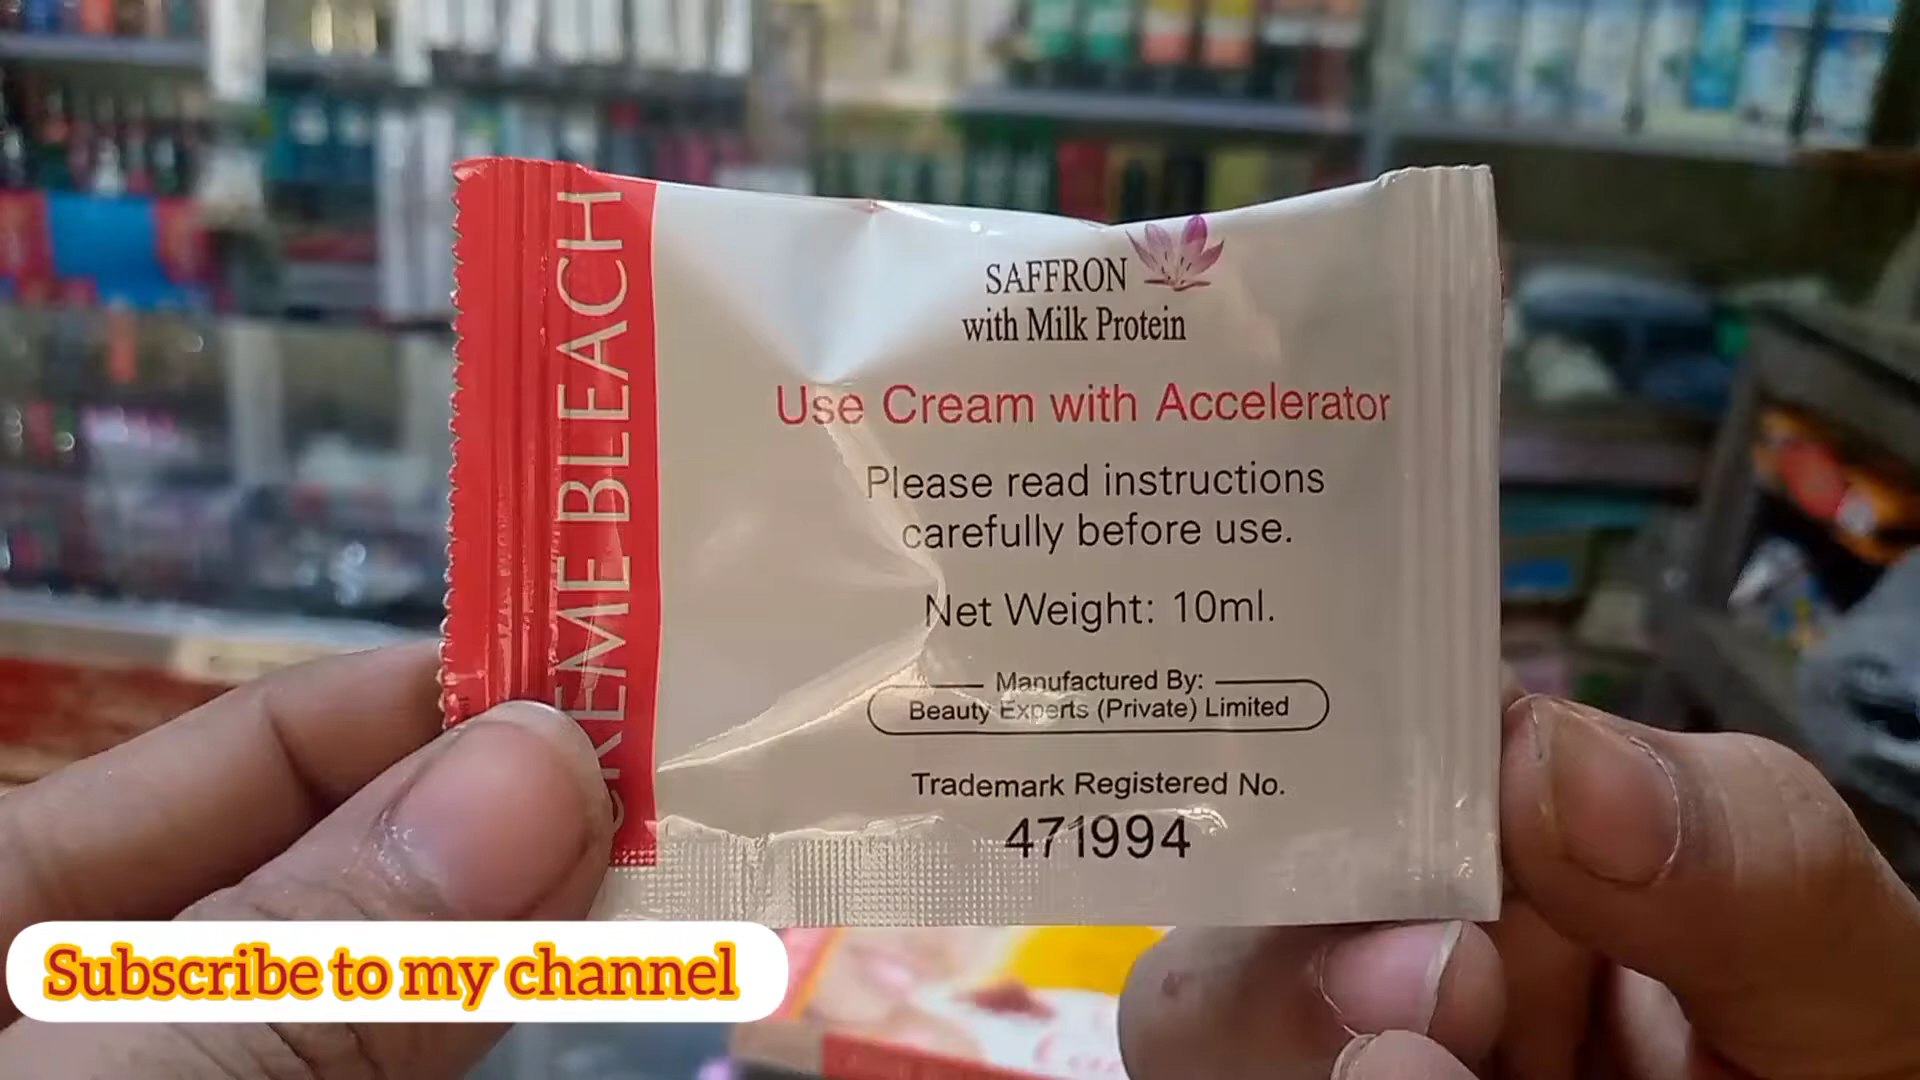 CREME BLEACH
SAFFRON
with Milk Protein
Use Cream with Accelerator
Please read instructions
carefully before use.
Net Weight: 10ml.
Manufactured By:
Beauty Experts (Private) Limited
Trademark Registered No.
471994
Subscribe to my channel